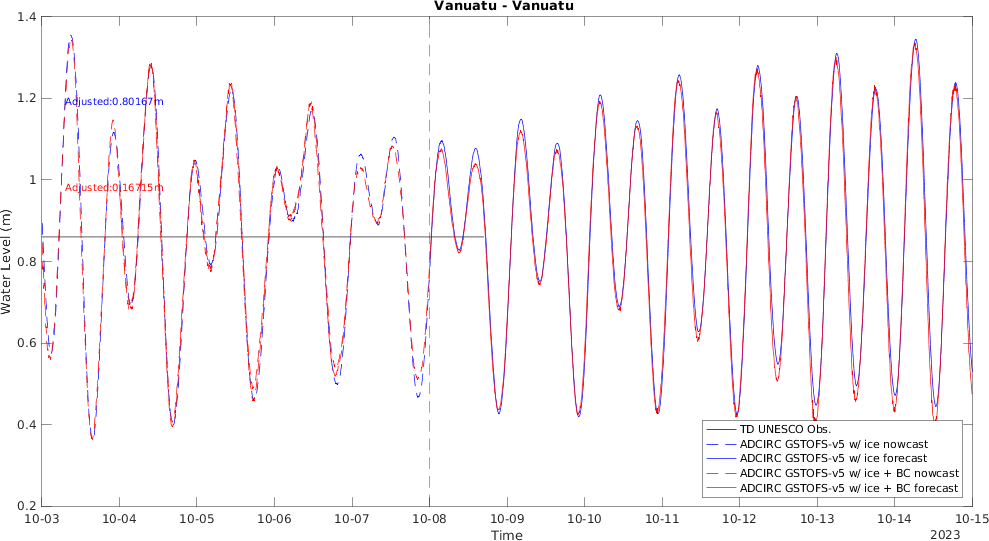 Vanuatu - Vanuatu
1.4
1.2
1
0.8
0.6
0.4
0.2
Water Level (m)
Adjusted:0.80167m
Adjusted:0.16715m
TD UNESCO Obs.
ADCIRC GSTOFS-v5 w/ ice nowcast
ADCIRC GSTOFS-v5 w/ ice forecast
ADCIRC GSTOFS-v5 w/ ice + BC nowcast
ADCIRC GSTOFS-v5 w/ ice + BC forecast
10-03 10-04 10-05 10-06 10-07 10-08 10-09 10-10 10-11 10-12 10-13 10-14 10-15
Time
2023